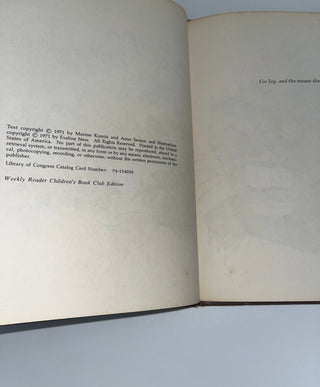 Text copyright © 1971 by Maxine Kumin and Anne Sexton and illustrations
copyright © 1971 by Evaline Ness. All Rights Reserved. Printed in the United
States of America. No part of this publication may be reproduced, stored in a
retrieval system, or transmitted, in any form or by any means, electronic, mechani-
cal, photocopying, recording, or otherwise, without the written permission of the
publisher.
Library of Congress Catalog Card Number:
Weekly Reader Children's Book Club Edition
For Joy, and the mouse she